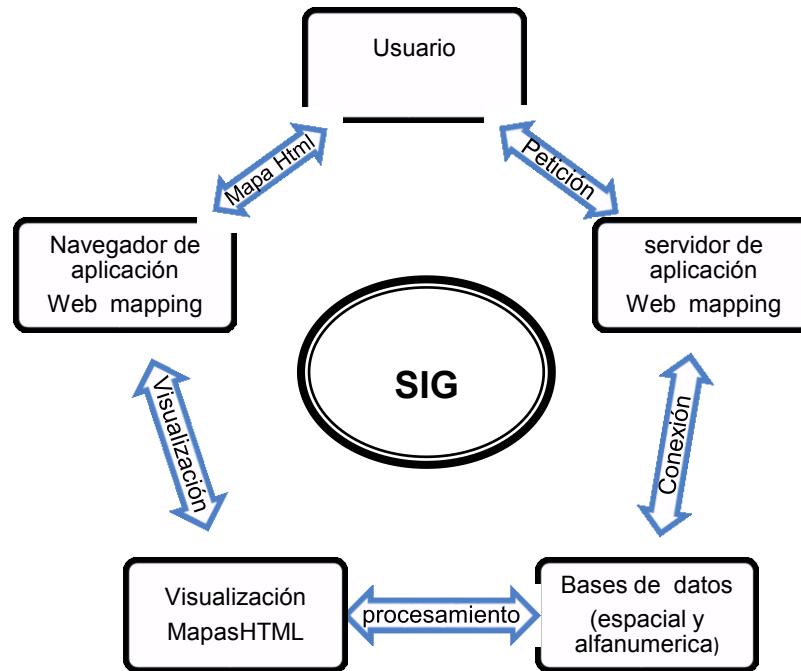 Usuario
Mapa Html
Petición
Navegador de
aplicación
Web mapping
servidor de
aplicación
Web mapping
SIG
Visualización
Conexión
Visualización
MapasHTML
procesamiento
Bases de datos
(espacial y
alfanumerica)